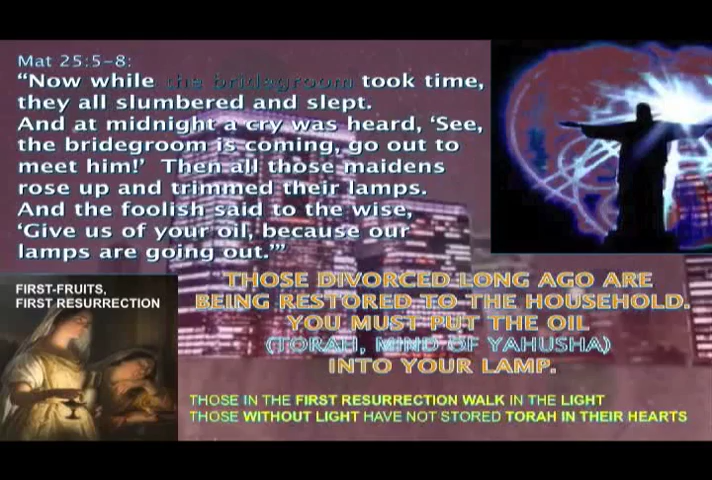 Mat 25:5-8:
“Now while the bridegroom took time,
they all slumbered and slept.
And at midnight a cry was heard, ‘See,
the bridegroom is coming, go out to
meet him!’ Then all those maidens
rose up and trimmed their lamps.
And the foolish said to the wise,
‘Give us of your oil, because our
lamps are going out.’”
FIRST-FRUITS,
FIRST RESURRECTION
THOSE DIVORCED LONG AGO ARE
BEING RESTORED TO THE HOUSEHOLD.
YOU MUST PUT THE OIL
(TORAH, MIND OF YAHUSHA)
INTO YOUR LAMP.
THOSE IN THE FIRST RESURRECTION WALK IN THE LIGHT
THOSE WITHOUT LIGHT HAVE NOT STORED TORAH IN THEIR HEARTS